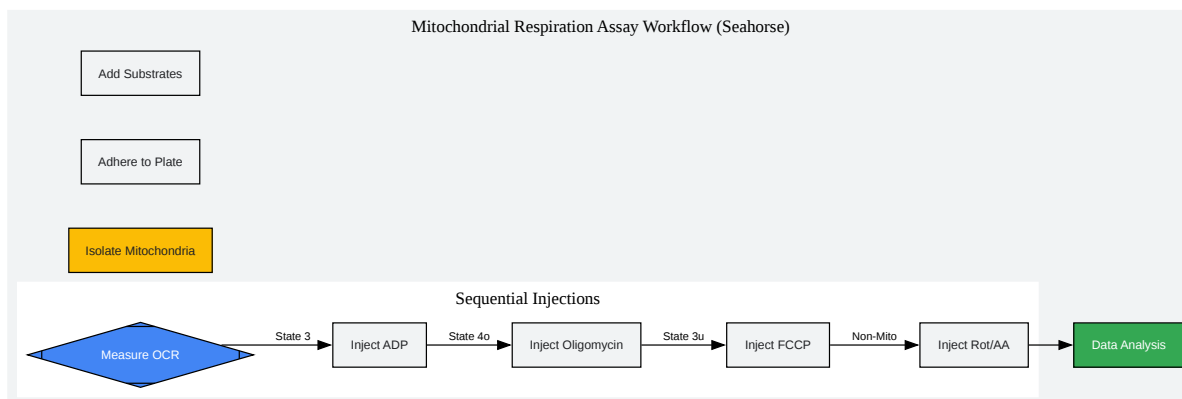 Mitochondrial Respiration Assay Workflow (Seahorse)
Add Substrates
Adhere to Plate
Isolate Mitochondria
Sequential Injections
Measure OCR
State 3
Inject ADP
State 4o
Inject Oligomycin
State 3u
Inject FCCP
Non-Mito
Inject Rot/AA
Data Analysis